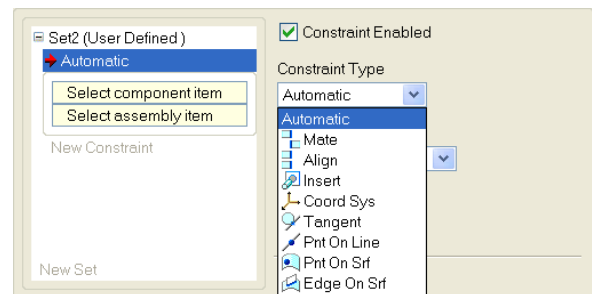 Set2 (User Defined )
Automatic
Select component item
Select assembly item
New Constraint
New Set
Constraint Enabled
Constraint Type
Automatic
Automatic
Mate
Align
Insert
Coord Sys
Tangent
Pnt On Line
Pnt On Srf
Edge On Srf